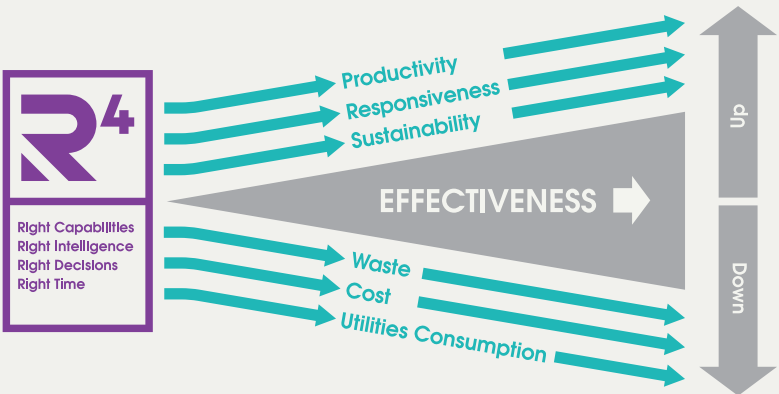 R4
Right Capabilities
Right Intelligence
Right Decisions
Right Time
Productivity
Responsiveness
Sustainability
EFFECTIVENESS
Waste
Cost
Utilities Consumption
Up
Down